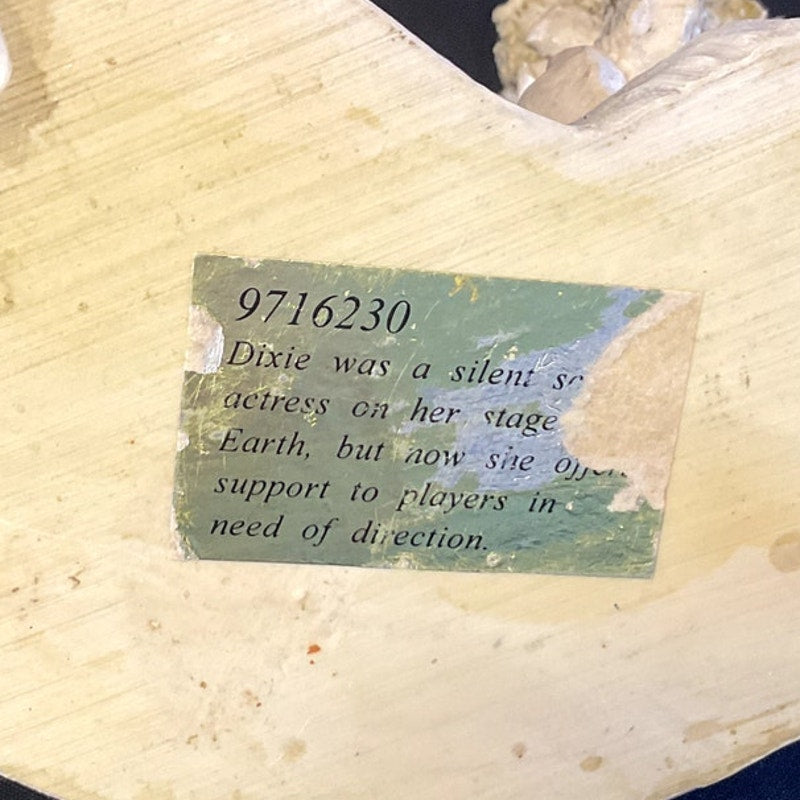 9716230
Dixie was a silent
actress on her stage
Earth, but now she
support to players in
need of direction.